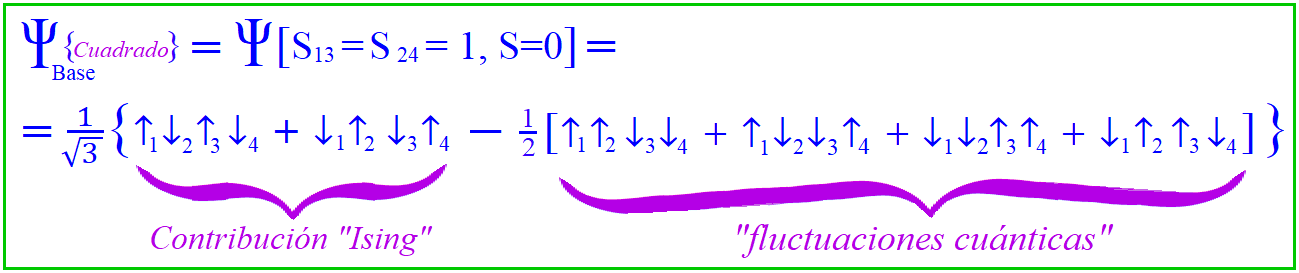 Ψ_Base {Cuadrado} = Ψ[S₁₃ = S₂₄ = 1, S=0] =
= 1/√3 {↑₁↓₂↑₃↓₄ + ↓₁↑₂↓₃↑₄ − 1/2 [↑₁↑₂↓₃↓₄ + ↑₁↓₂↓₃↑₄ + ↓₁↓₂↑₃↑₄ + ↓₁↑₂↑₃↓₄]}
Contribución "Ising" "fluctuaciones cuánticas"